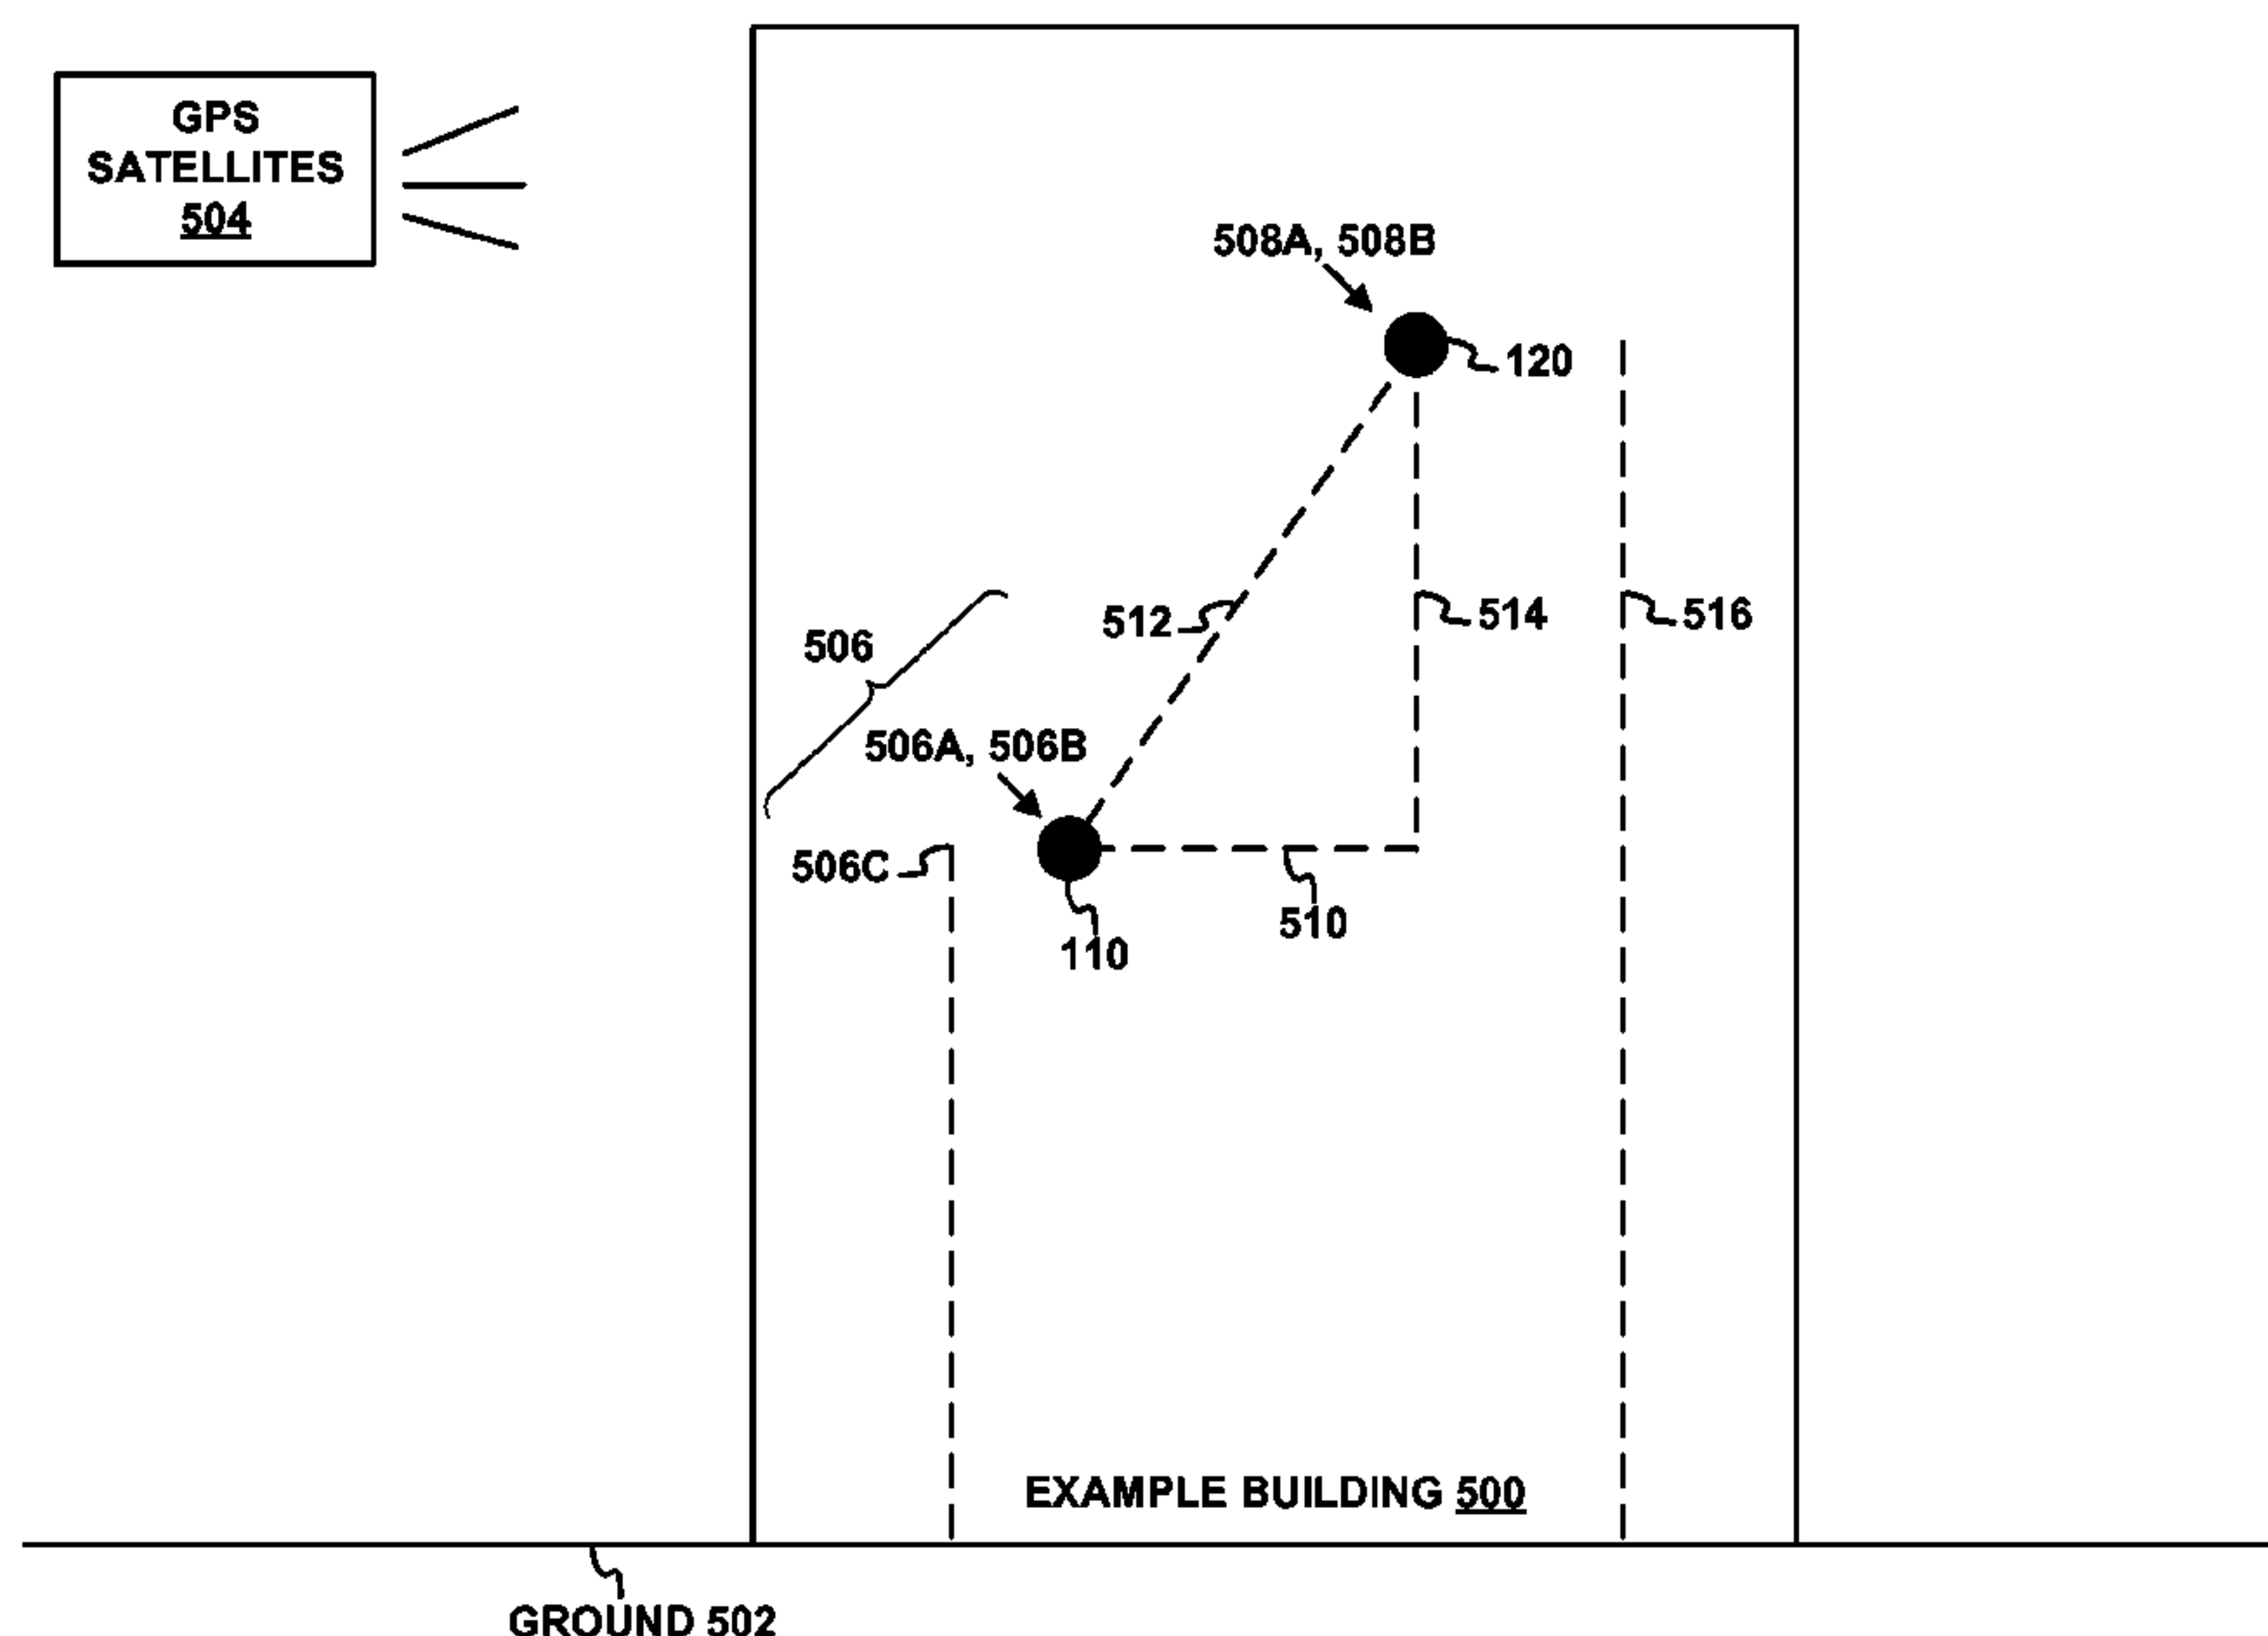 GPS
SATELLITES
504
508A, 508B
120
512
514
516
506
506A, 506B
506C
510
110
EXAMPLE BUILDING 500
GROUND 502